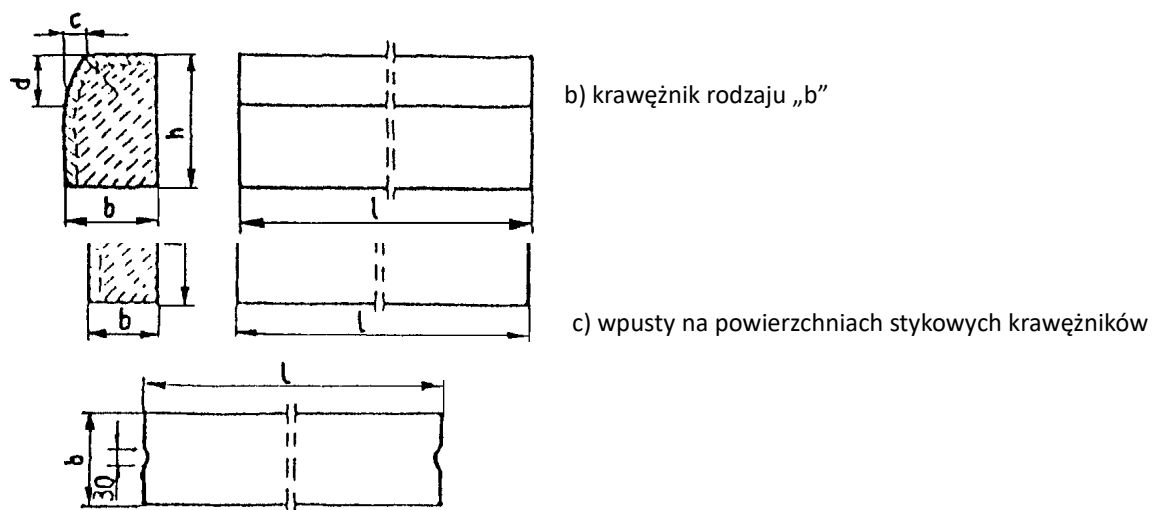 c
d
h
b
l
b) krawężnik rodzaju „b”
b
l
c) wpusty na powierzchniach stykowych krawężników
l
b
30